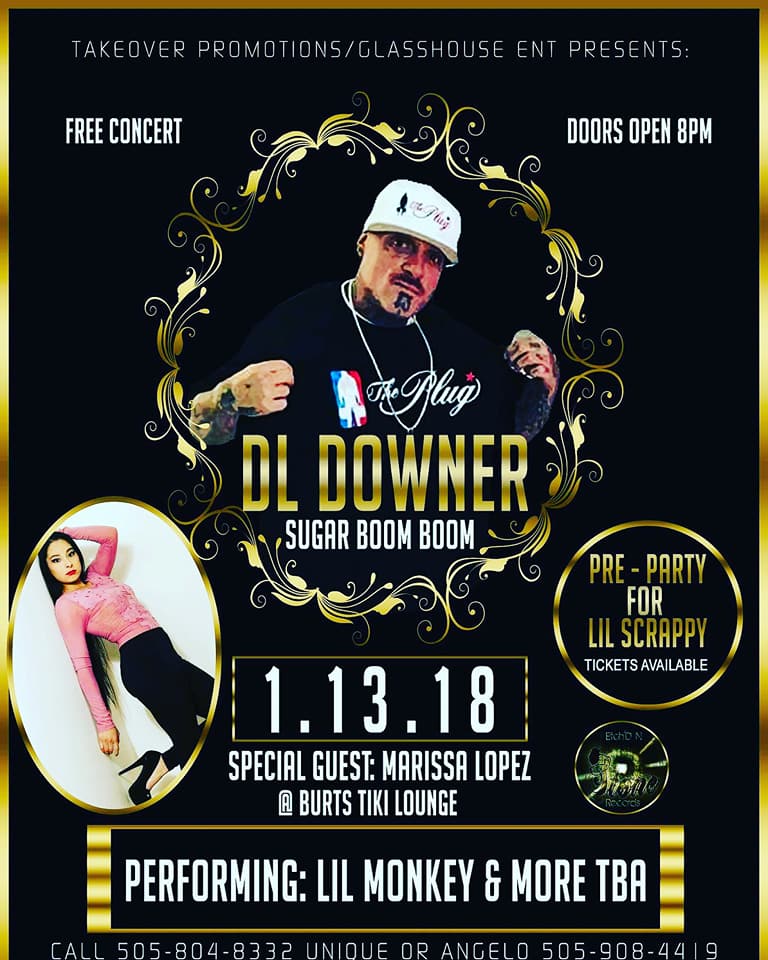 TAKEOVER PROMOTIONS/GLASSHOUSE ENT PRESENTS:
FREE CONCERT
DOORS OPEN 8PM
The Plug
The Plug
DL DOWNER
SUGAR BOOM BOOM
PRE - PARTY
FOR
LIL SCRAPPY
TICKETS AVAILABLE
1.13.18
SPECIAL GUEST: MARISSA LOPEZ
@ BURTS TIKI LOUNGE
Etch'D N
Records
PERFORMING: LIL MONKEY & MORE TBA
CALL 505-804-8332 UNIQUE OR ANGELO 505-908-4419